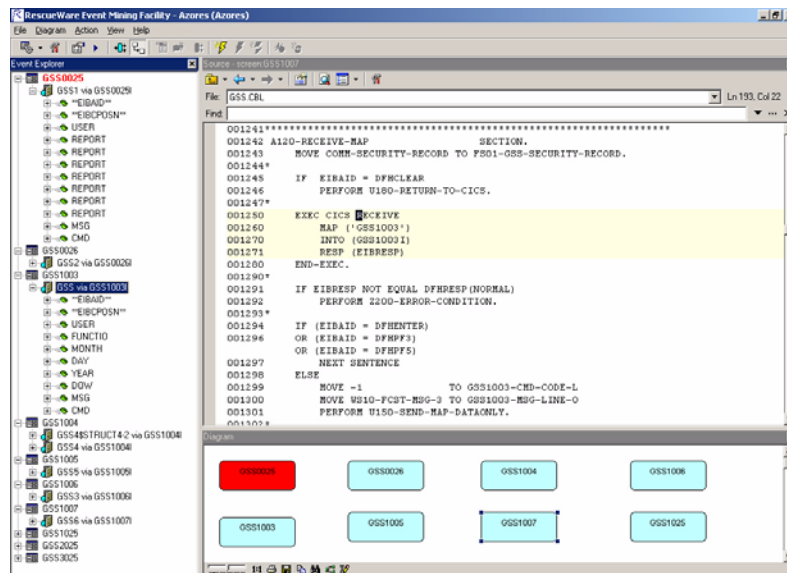 RescueWare Event Mining Facility - Azores (Azores)
File Diagram Action View Help
Event Explorer
GSS0025
GSS1 via GSS0025I
**EIBAID**
**EIBCPOSN**
USER
REPORT
REPORT
REPORT
REPORT
REPORT
REPORT
REPORT
MSG
CMD
GSS0026
GSS2 via GSS0026I
GSS1003
GSS via GSS1003I
**EIBAID**
**EIBCPOSN**
USER
FUNCTIO
MONTH
DAY
YEAR
DOW
MSG
CMD
GSS1004
GSS4$STRUCT4-2 via GSS1004I
GSS4 via GSS1004I
GSS1005
GSS5 via GSS1005I
GSS1006
GSS3 via GSS1006I
GSS1007
GSS6 via GSS1007I
GSS1025
GSS2025
GSS3025
Source - screen:GSS1007
File: GSS.CBL Ln 193, Col 22
Find:
001241*****************************************************************
001242 A120-RECEIVE-MAP SECTION.
001243 MOVE COMM-SECURITY-RECORD TO FS01-GSS-SECURITY-RECORD.
001244*
001245 IF EIBAID = DFHCLEAR
001246 PERFORM U180-RETURN-TO-CICS.
001247*
001250 EXEC CICS RECEIVE
001260 MAP ('GSS1003')
001270 INTO (GSS1003I)
001271 RESP (EIBRESP)
001280 END-EXEC.
001290*
001291 IF EIBRESP NOT EQUAL DFHRESP(NORMAL)
001292 PERFORM Z200-ERROR-CONDITION.
001293*
001294 IF (EIBAID = DFHENTER)
001296 OR (EIBAID = DFHPF3)
OR (EIBAID = DFHPF5)
001297 NEXT SENTENCE
001298 ELSE
001299 MOVE -1 TO GSS1003-CMD-CODE-L
001300 MOVE WS10-FCST-MSG-3 TO GSS1003-MSG-LINE-O
001301 PERFORM U150-SEND-MAP-DATAONLY.
001302*
Diagram
GSS0025 GSS0026 GSS1004 GSS1006
GSS1003 GSS1005 GSS1007 GSS1025
1:1